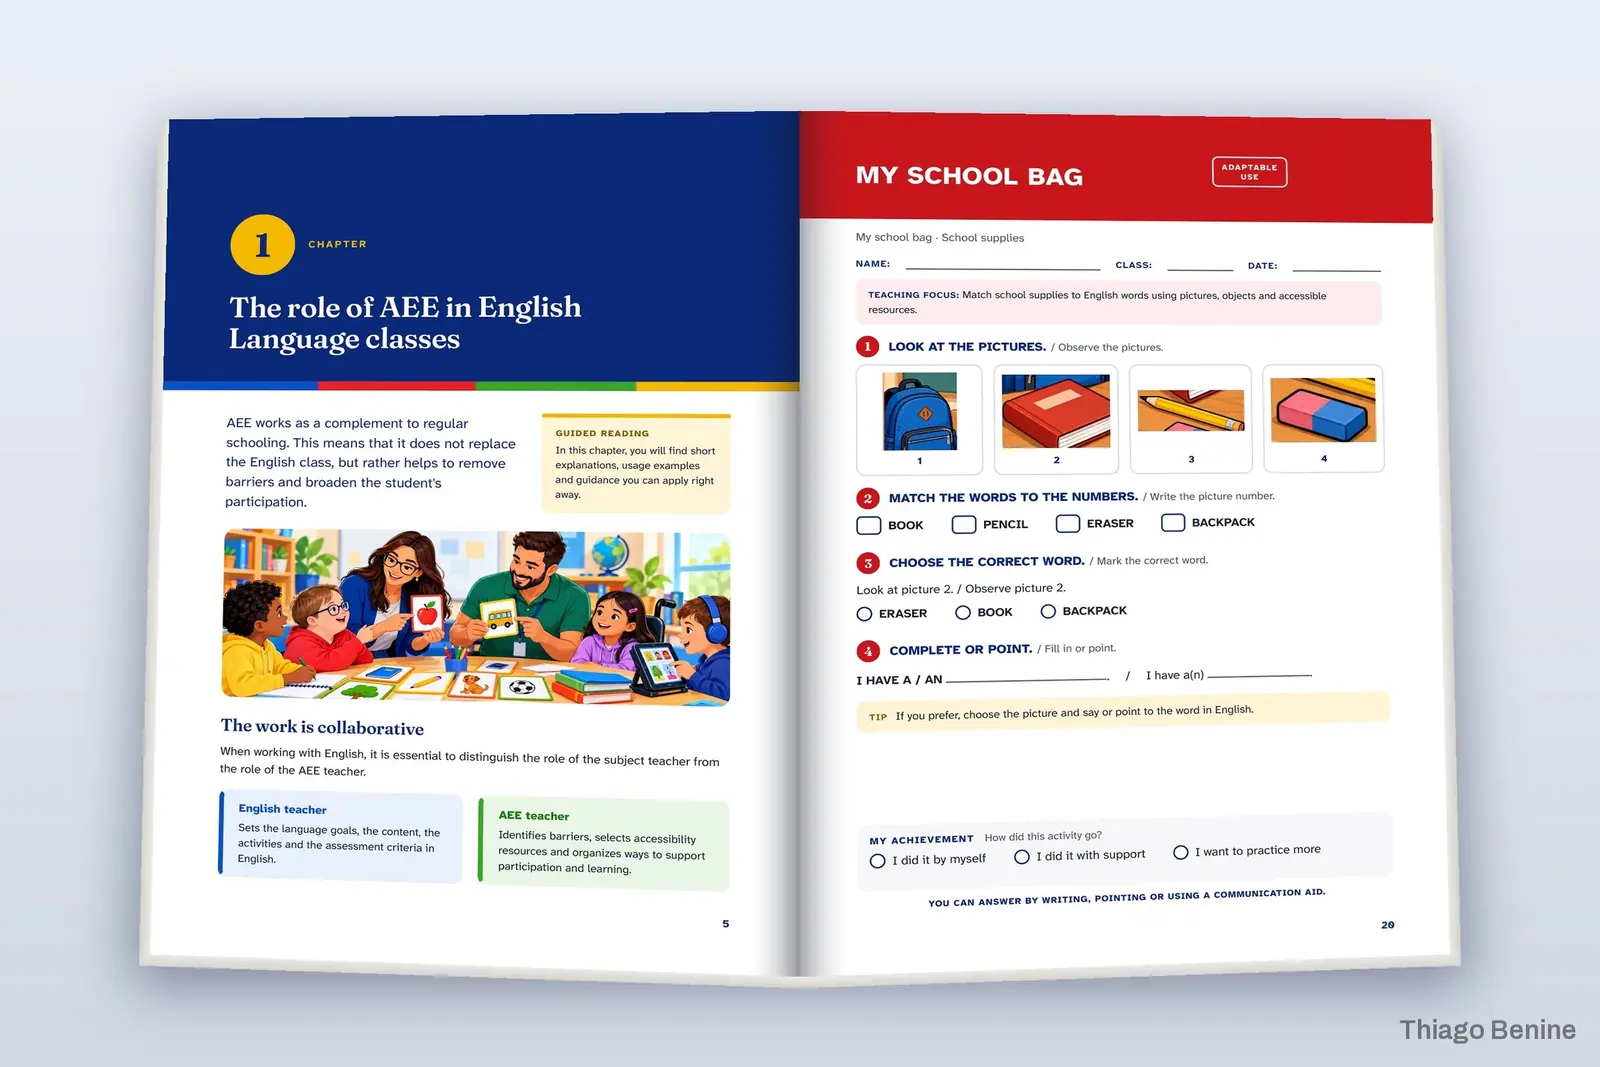 1
CHAPTER
The role of AEE in English
Language classes
AEE works as a complement to regular
schooling. This means that it does not replace
the English class, but rather helps to remove
barriers and broaden the student's
participation.
GUIDED READING
In this chapter, you will find short
explanations, usage examples
and guidance you can apply right
away.
The work is collaborative
When working with English, it is essential to distinguish the role of the subject teacher from
the role of the AEE teacher.
English teacher
Sets the language goals, the content, the
activities and the assessment criteria in
English.
AEE teacher
Identifies barriers, selects accessibility
resources and organizes ways to support
participation and learning.
5
MY SCHOOL BAG
ADAPTABLE
USE
My school bag · School supplies
NAME: CLASS: DATE:
TEACHING FOCUS: Match school supplies to English words using pictures, objects and accessible
resources.
1 LOOK AT THE PICTURES. / Observe the pictures.
1 2 3 4
2 MATCH THE WORDS TO THE NUMBERS. / Write the picture number.
BOOK PENCIL ERASER BACKPACK
3 CHOOSE THE CORRECT WORD. / Mark the correct word.
Look at picture 2. / Observe picture 2.
ERASER BOOK BACKPACK
4 COMPLETE OR POINT. / Fill in or point.
I HAVE A / AN / I have a(n)
TIP If you prefer, choose the picture and say or point to the word in English.
MY ACHIEVEMENT How did this activity go?
I did it by myself I did it with support I want to practice more
YOU CAN ANSWER BY WRITING, POINTING OR USING A COMMUNICATION AID.
20
Thiago Benine